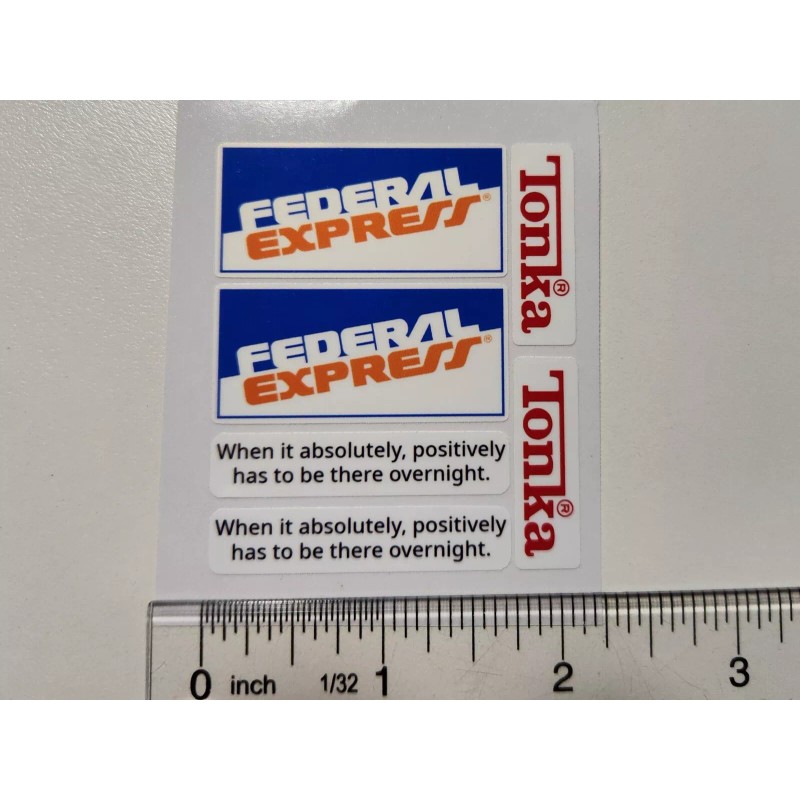 FEDERAL
EXPRESS®
FEDERAL
EXPRESS®
When it absolutely, positively
has to be there overnight.
When it absolutely, positively
has to be there overnight.
Tonka®
Tonka®
0 inch 1/32 1 2 3